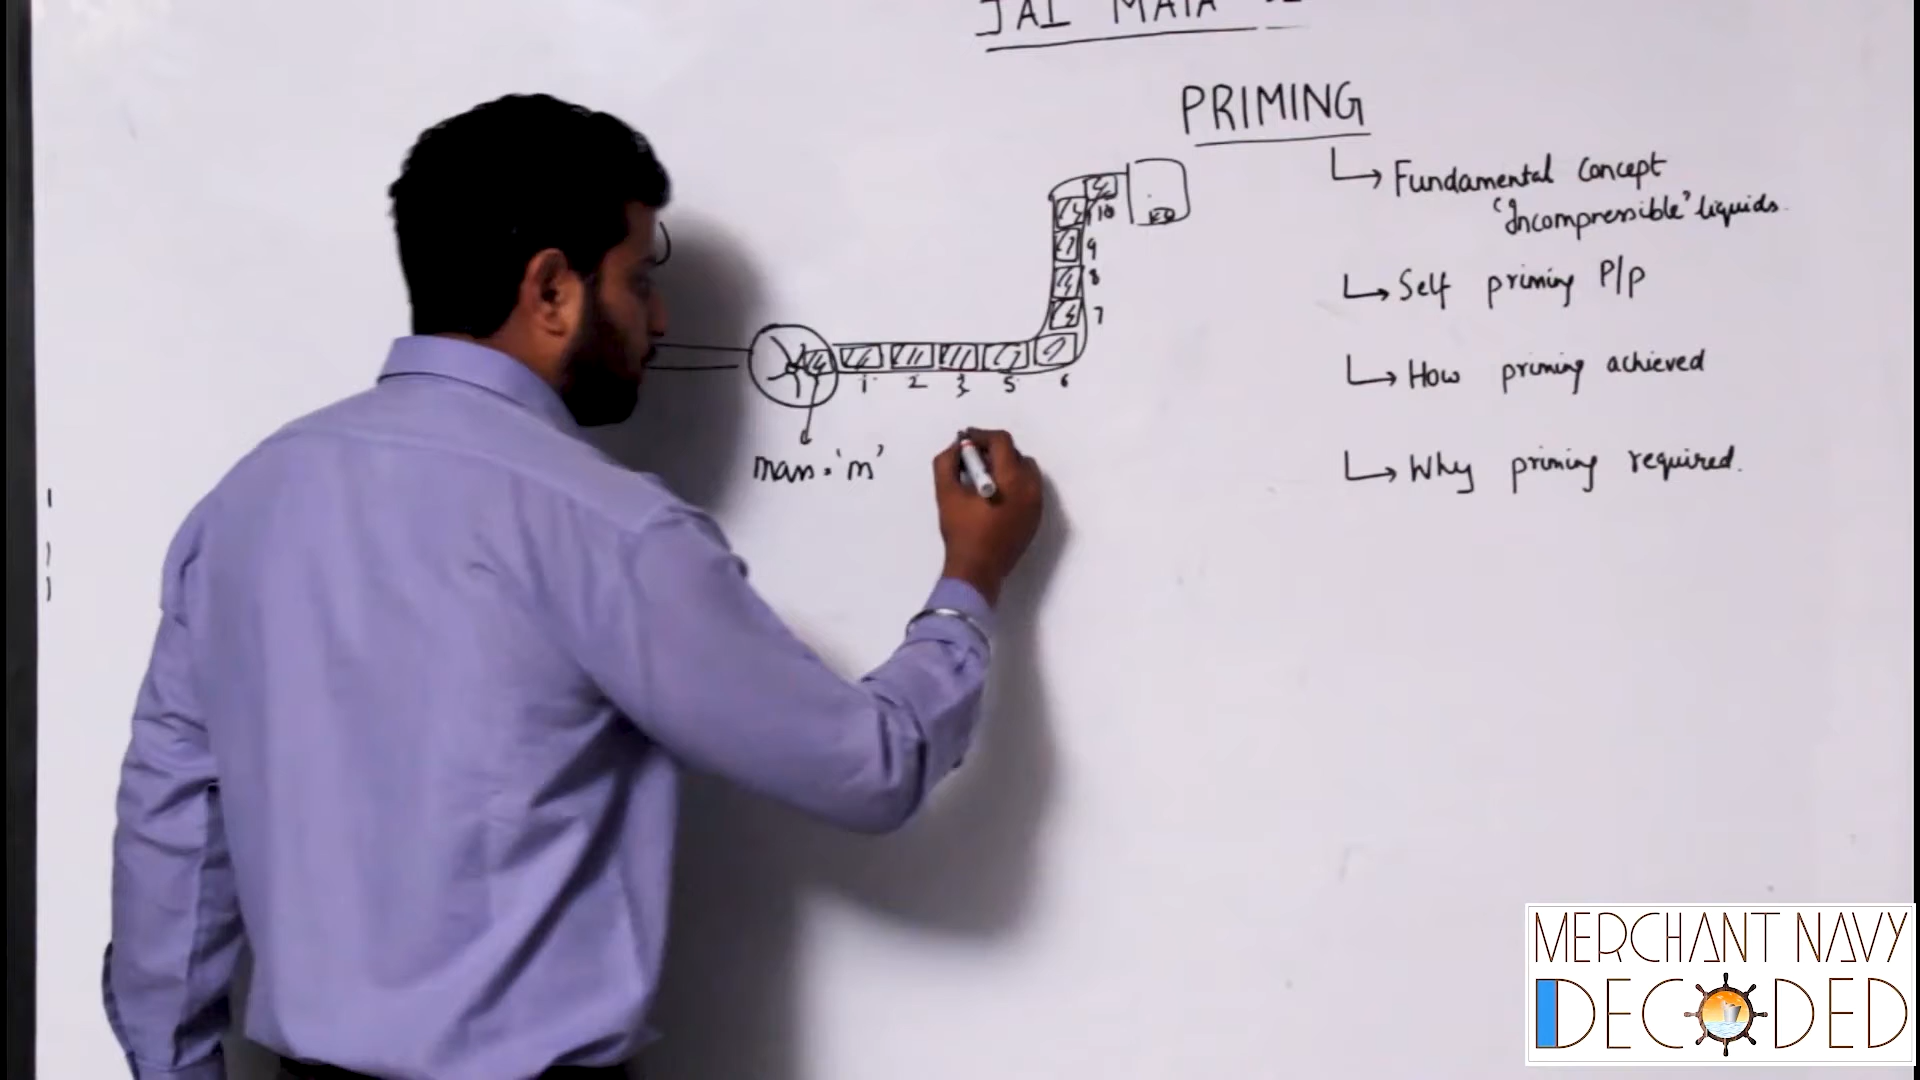 JAI MATA
PRIMING
↳ Fundamental Concept
'Incompressible' liquids.
↳ Self priming P/p
↳ How priming achieved
↳ Why priming required.
10
9
8
7
1 2 3 5 6
mass = 'm'
MERCHANT NAVY
DECODED